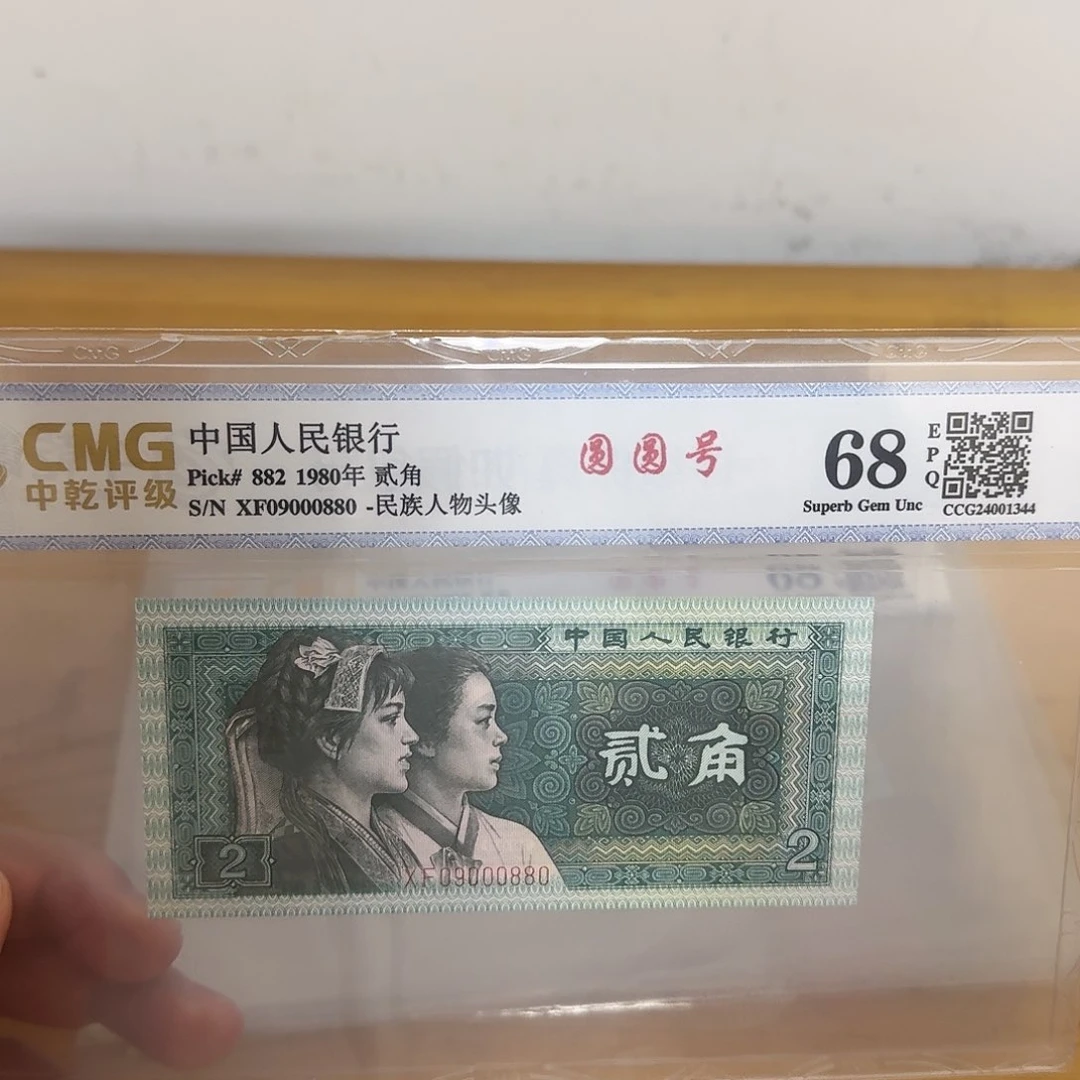 CMG
中乾评级
中国人民银行
Pick# 882 1980年 贰角
S/N XF09000880 -民族人物头像
圆圆号
68
Superb Gem Unc
EPQ
CCG24001344
中国人民银行
贰角
2
2
XF09000880